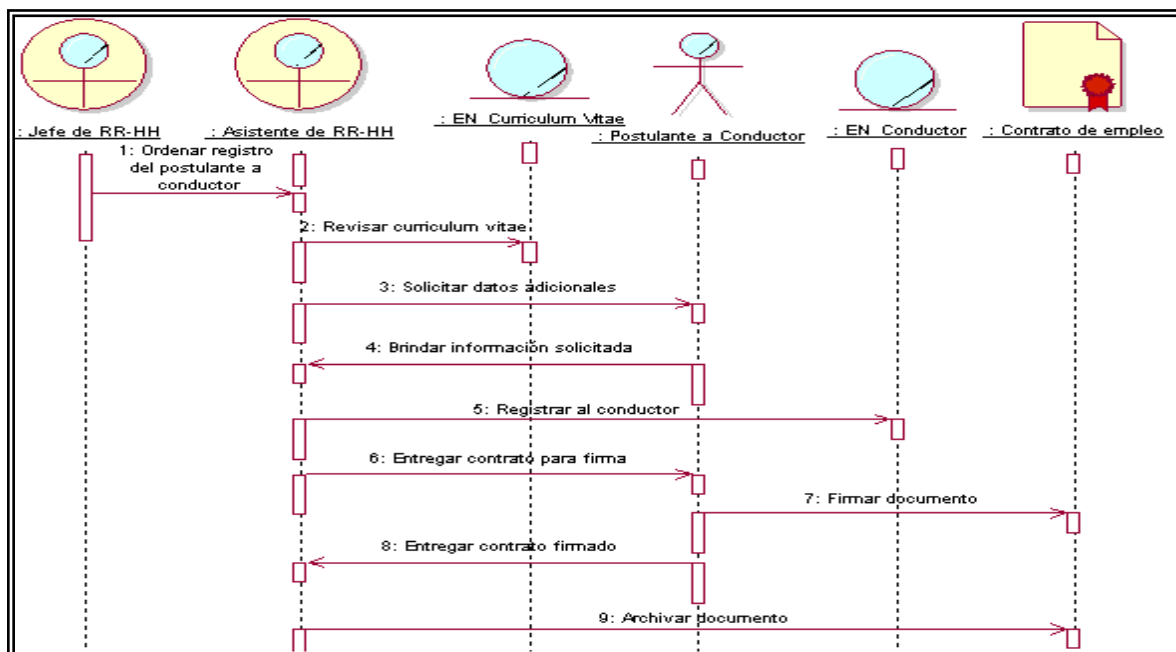 : Jefe de RR-HH
: Asistente de RR-HH
: EN_Curriculum Vitae
: Postulante a Conductor
: EN_Conductor
: Contrato de empleo
1: Ordenar registro
del postulante a
conductor
2: Revisar curriculum vitae
3: Solicitar datos adicionales
4: Brindar información solicitada
5: Registrar al conductor
6: Entregar contrato para firma
7: Firmar documento
8: Entregar contrato firmado
9: Archivar documento